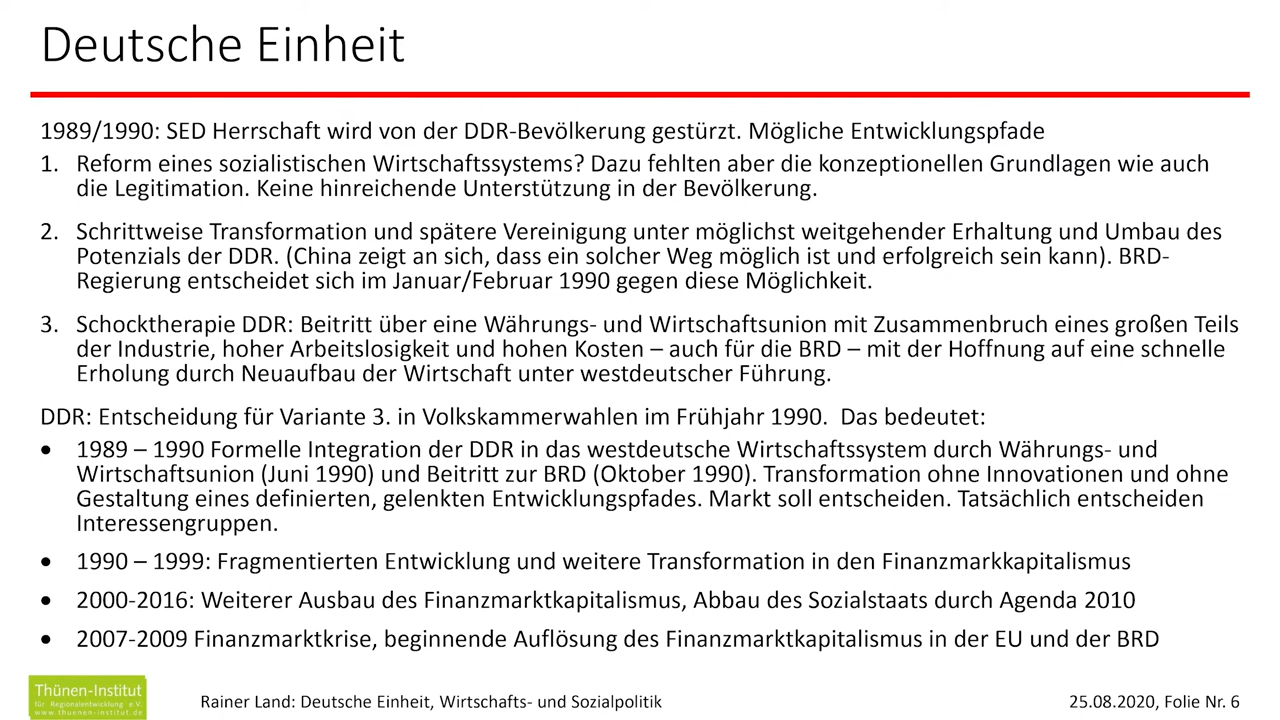 Deutsche Einheit
1989/1990: SED Herrschaft wird von der DDR-Bevölkerung gestürzt. Mögliche Entwicklungspfade
1. Reform eines sozialistischen Wirtschaftssystems? Dazu fehlten aber die konzeptionellen Grundlagen wie auch
die Legitimation. Keine hinreichende Unterstützung in der Bevölkerung.
2. Schrittweise Transformation und spätere Vereinigung unter möglichst weitgehender Erhaltung und Umbau des
Potenzials der DDR. (China zeigt an sich, dass ein solcher Weg möglich ist und erfolgreich sein kann). BRD-
Regierung entscheidet sich im Januar/Februar 1990 gegen diese Möglichkeit.
3. Schocktherapie DDR: Beitritt über eine Währungs- und Wirtschaftsunion mit Zusammenbruch eines großen Teils
der Industrie, hoher Arbeitslosigkeit und hohen Kosten – auch für die BRD – mit der Hoffnung auf eine schnelle
Erholung durch Neuaufbau der Wirtschaft unter westdeutscher Führung.
DDR: Entscheidung für Variante 3. in Volkskammerwahlen im Frühjahr 1990. Das bedeutet:
• 1989 – 1990 Formelle Integration der DDR in das westdeutsche Wirtschaftssystem durch Währungs- und
Wirtschaftsunion (Juni 1990) und Beitritt zur BRD (Oktober 1990). Transformation ohne Innovationen und ohne
Gestaltung eines definierten, gelenkten Entwicklungspfades. Markt soll entscheiden. Tatsächlich entscheiden
Interessengruppen.
• 1990 – 1999: Fragmentierten Entwicklung und weitere Transformation in den Finanzmarkkapitalismus
• 2000-2016: Weiterer Ausbau des Finanzmarktkapitalismus, Abbau des Sozialstaats durch Agenda 2010
• 2007-2009 Finanzmarktkrise, beginnende Auflösung des Finanzmarktkapitalismus in der EU und der BRD
Thünen-Institut
für Regionalentwicklung e.V.
www.thuenen-institut.de
Rainer Land: Deutsche Einheit, Wirtschafts- und Sozialpolitik
25.08.2020, Folie Nr. 6